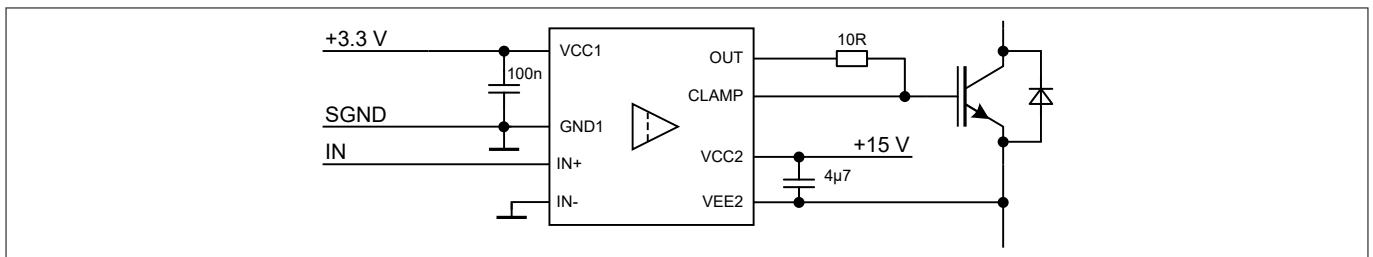 +3.3 V
SGND
IN
100n
VCC1
GND1
IN+
IN-
OUT
CLAMP
VCC2
VEE2
10R
+15 V
4µ7